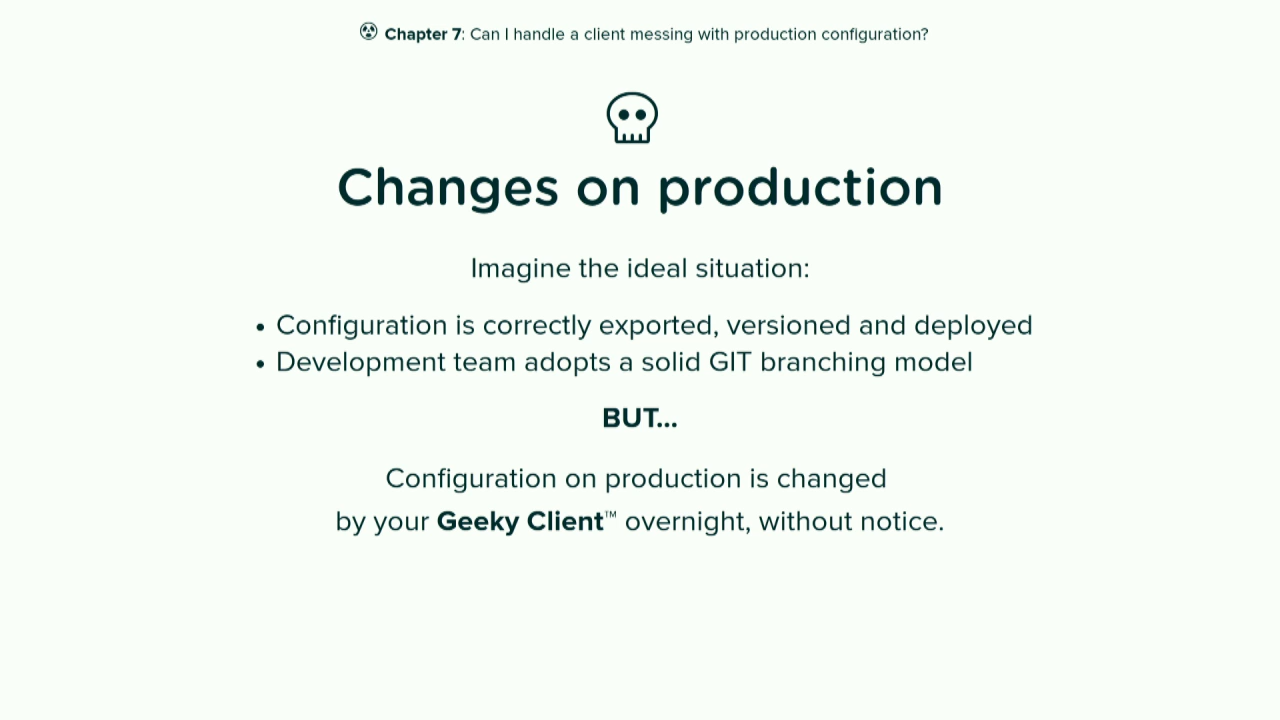 Chapter 7: Can I handle a client messing with production configuration?
Changes on production
Imagine the ideal situation:
• Configuration is correctly exported, versioned and deployed
• Development team adopts a solid GIT branching model
BUT...
Configuration on production is changed
by your Geeky Client™ overnight, without notice.